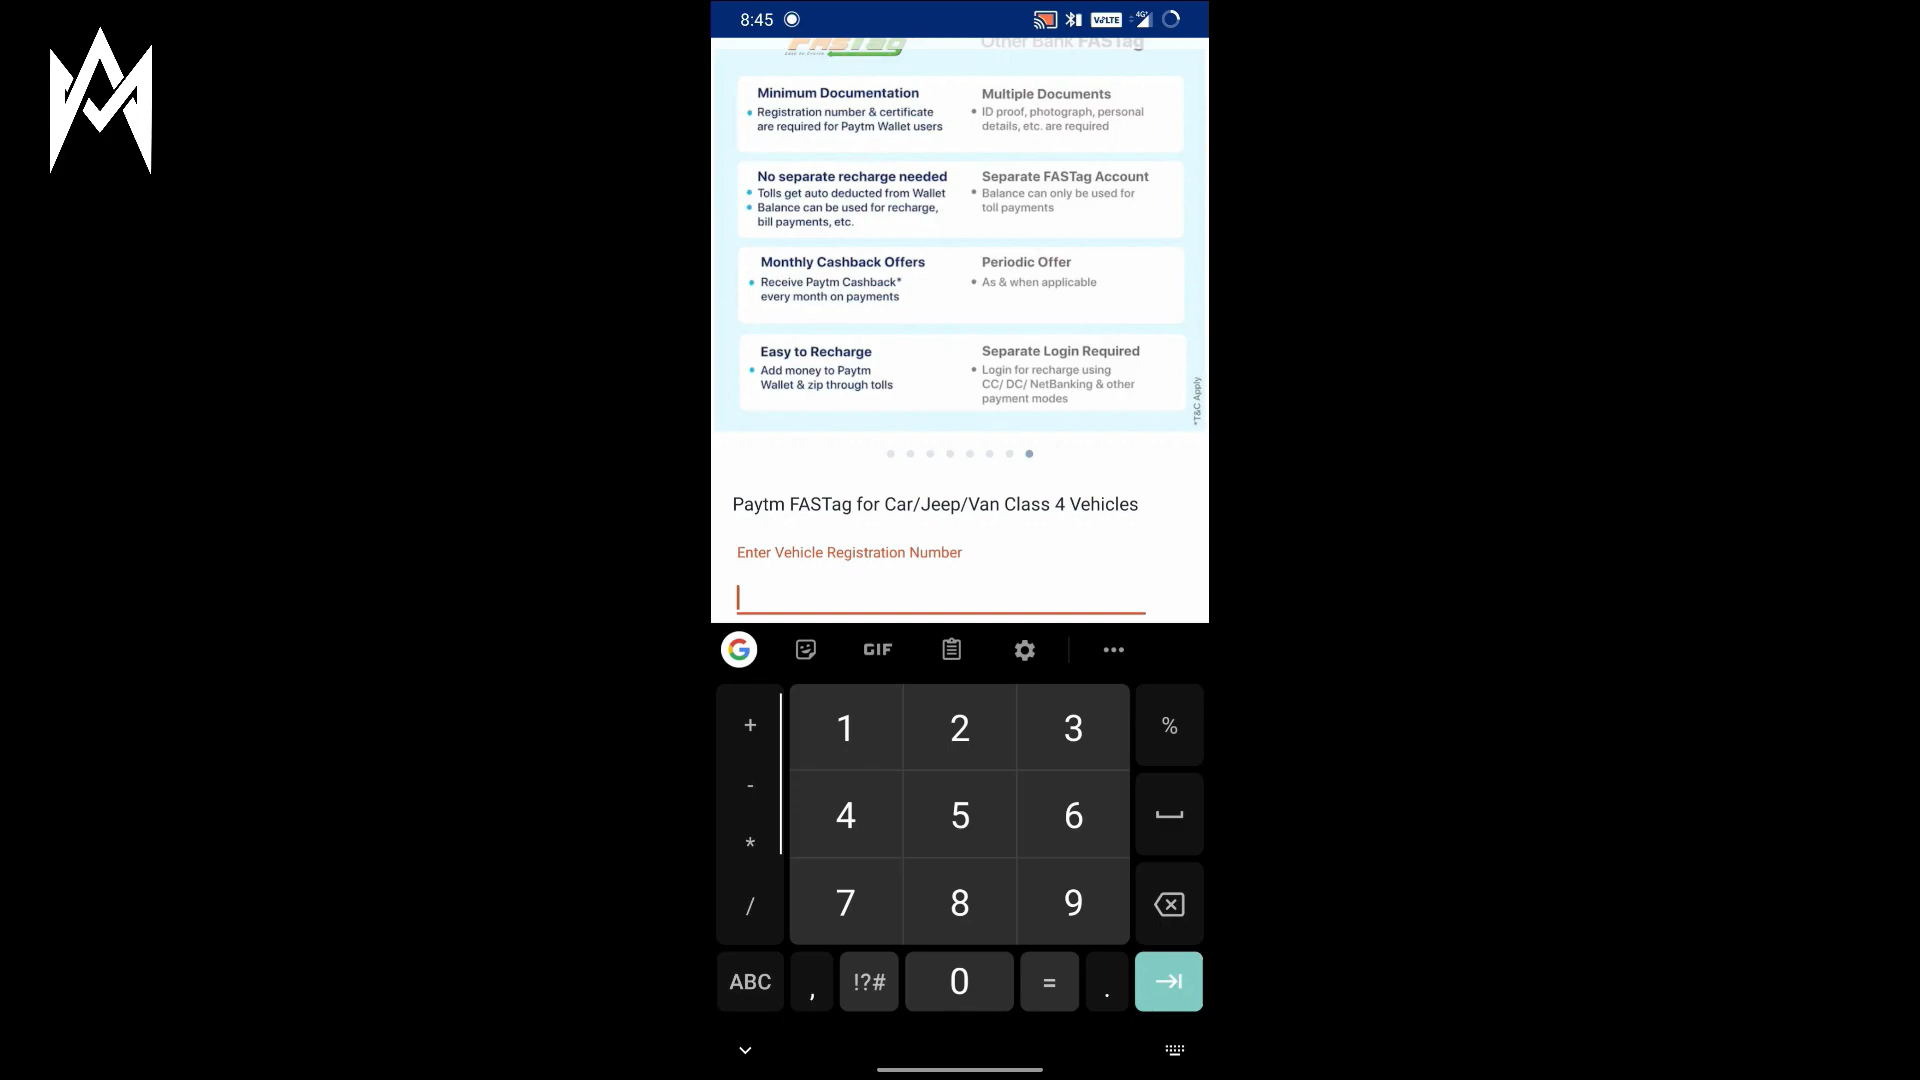 8:45
VoLTE
4G+
FASTag
Other Bank FASTag
Minimum Documentation
• Registration number & certificate
are required for Paytm Wallet users
Multiple Documents
• ID proof, photograph, personal
details, etc. are required
No separate recharge needed
• Tolls get auto deducted from Wallet
• Balance can be used for recharge,
bill payments, etc.
Separate FASTag Account
• Balance can only be used for
toll payments
Monthly Cashback Offers
• Receive Paytm Cashback*
every month on payments
Periodic Offer
• As & when applicable
Easy to Recharge
• Add money to Paytm
Wallet & zip through tolls
Separate Login Required
• Login for recharge using
CC/ DC/ NetBanking & other
payment modes
*T&C Apply
Paytm FASTag for Car/Jeep/Van Class 4 Vehicles
Enter Vehicle Registration Number
G GIF
+ 1 2 3 %
- 4 5 6
*
/ 7 8 9
ABC , !?# 0 = .